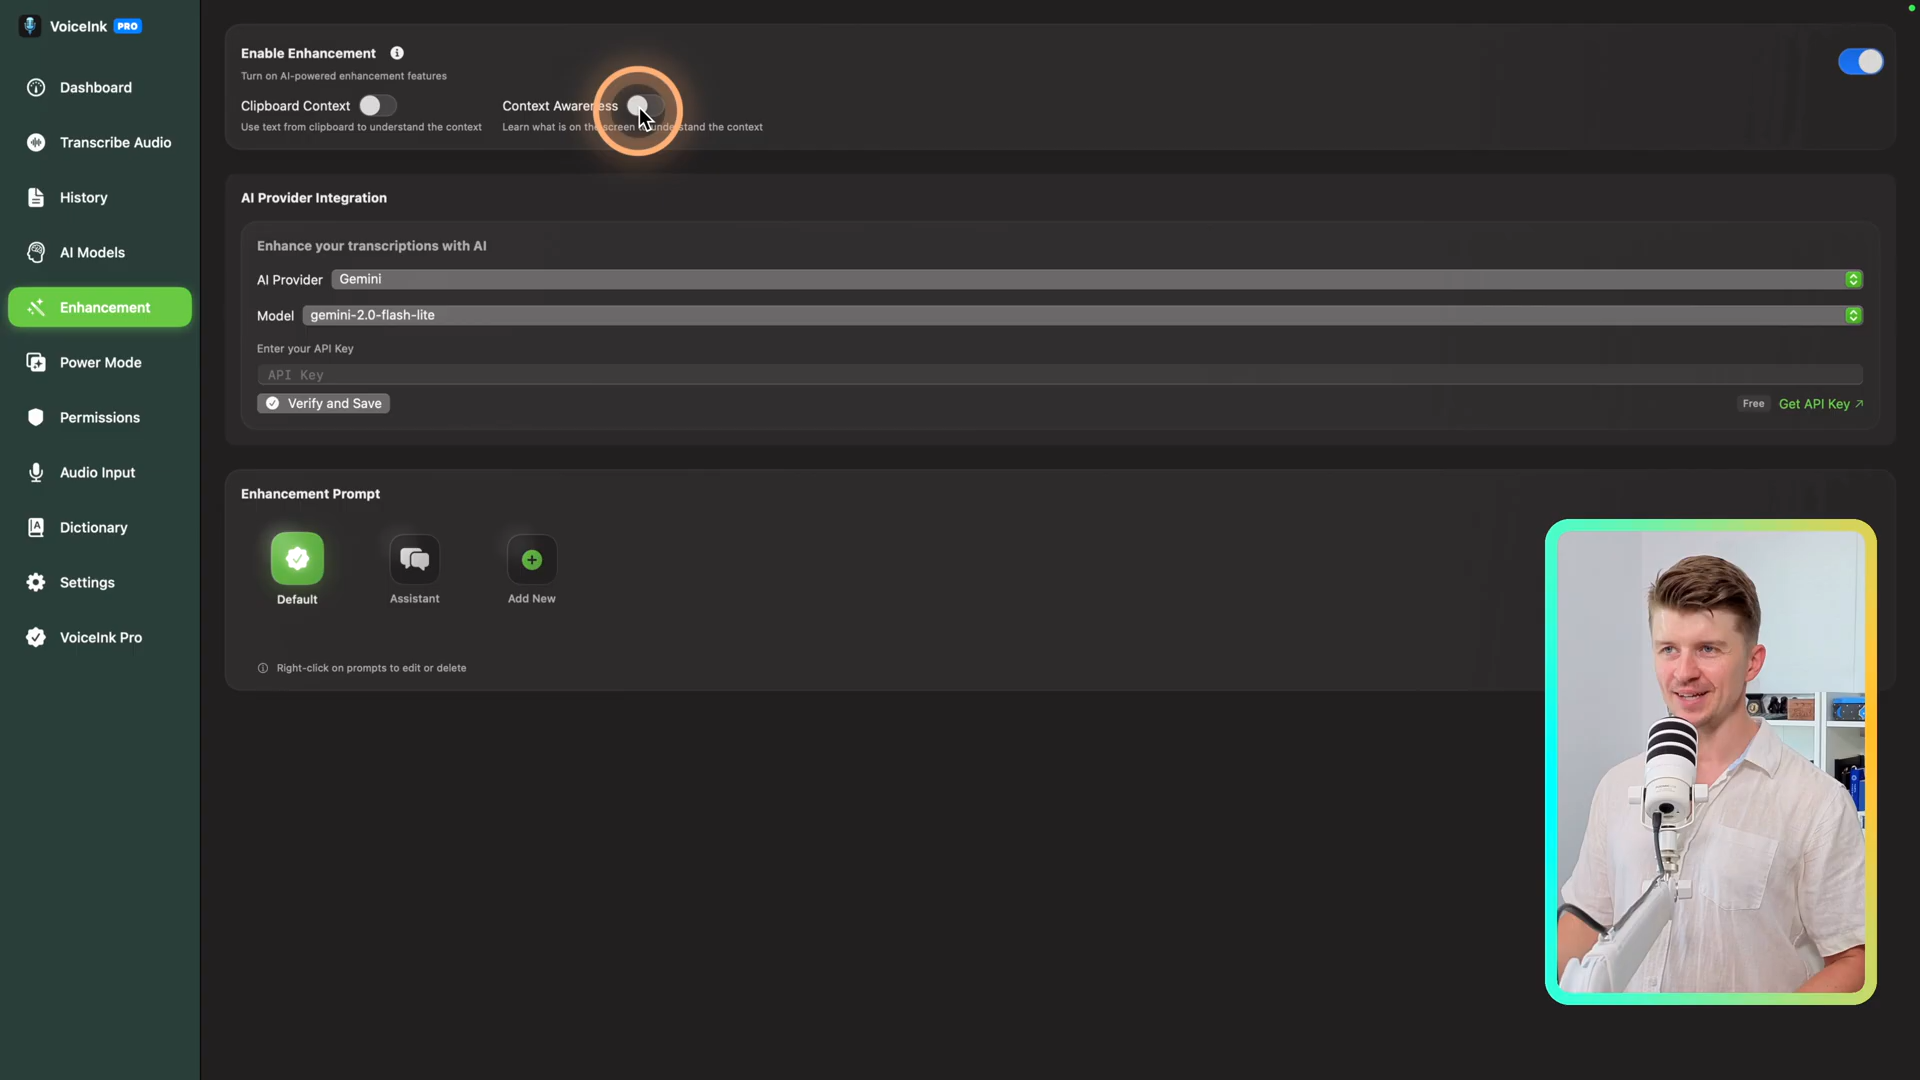 VoiceInk PRO
Dashboard
Transcribe Audio
History
AI Models
Enhancement
Power Mode
Permissions
Audio Input
Dictionary
Settings
VoiceInk Pro
Enable Enhancement
Turn on AI-powered enhancement features
Clipboard Context
Use text from clipboard to understand the context
Context Awareness
Learn what is on the screen to understand the context
AI Provider Integration
Enhance your transcriptions with AI
AI Provider Gemini
Model gemini-2.0-flash-lite
Enter your API Key
API Key
Verify and Save
Free Get API Key ↗
Enhancement Prompt
Default
Assistant
Add New
Right-click on prompts to edit or delete